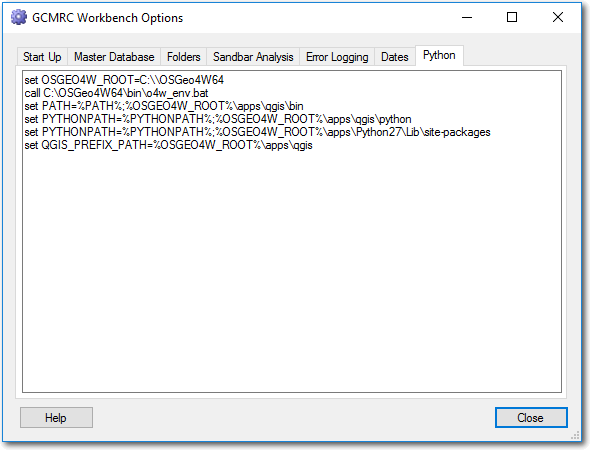 GCMRC Workbench Options
Start Up Master Database Folders Sandbar Analysis Error Logging Dates Python
set OSGEO4W_ROOT=C:\\OSGeo4W64
call C:\OSGeo4W64\bin\o4w_env.bat
set PATH=%PATH%;%OSGEO4W_ROOT%\apps\qgis\bin
set PYTHONPATH=%PYTHONPATH%;%OSGEO4W_ROOT%\apps\qgis\python
set PYTHONPATH=%PYTHONPATH%;%OSGEO4W_ROOT%\apps\Python27\Lib\site-packages
set QGIS_PREFIX_PATH=%OSGEO4W_ROOT%\apps\qgis
Help Close